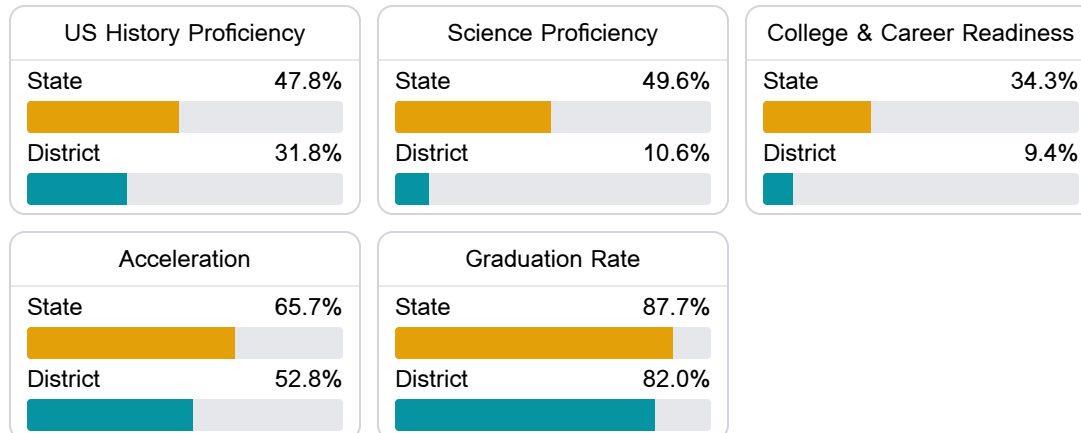 US History Proficiency
State 47.8%
District 31.8%
Science Proficiency
State 49.6%
District 10.6%
College & Career Readiness
State 34.3%
District 9.4%
Acceleration
State 65.7%
District 52.8%
Graduation Rate
State 87.7%
District 82.0%